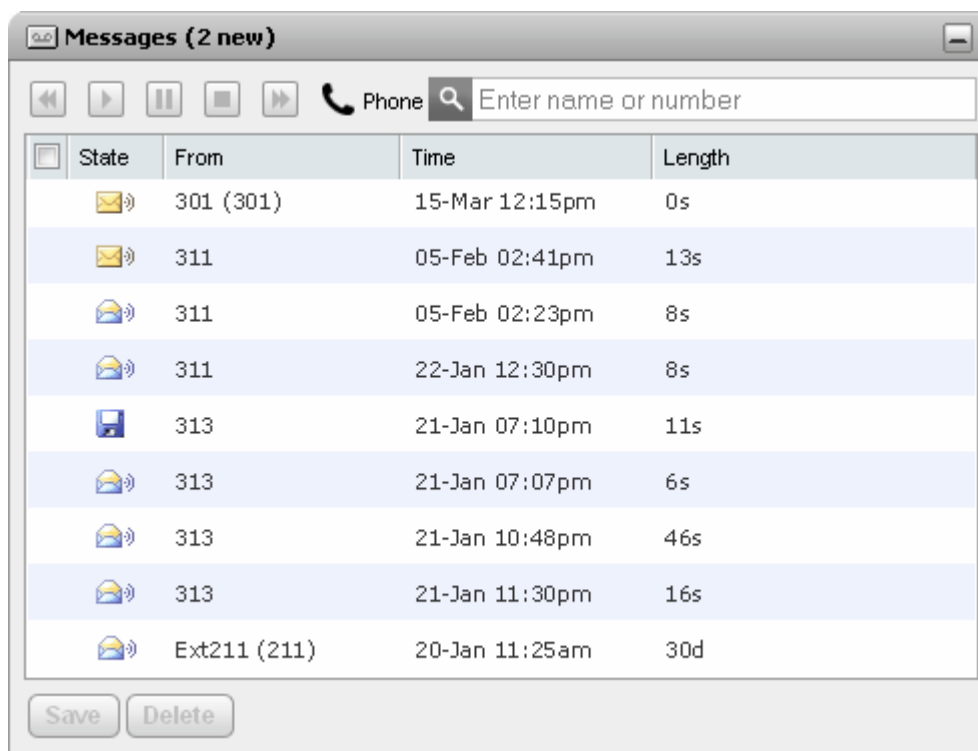 Messages (2 new)
Phone Enter name or number
State From Time Length
301 (301) 15-Mar 12:15pm 0s
311 05-Feb 02:41pm 13s
311 05-Feb 02:23pm 8s
311 22-Jan 12:30pm 8s
313 21-Jan 07:10pm 11s
313 21-Jan 07:07pm 6s
313 21-Jan 10:48pm 46s
313 21-Jan 11:30pm 16s
Ext211 (211) 20-Jan 11:25am 30d
Save Delete